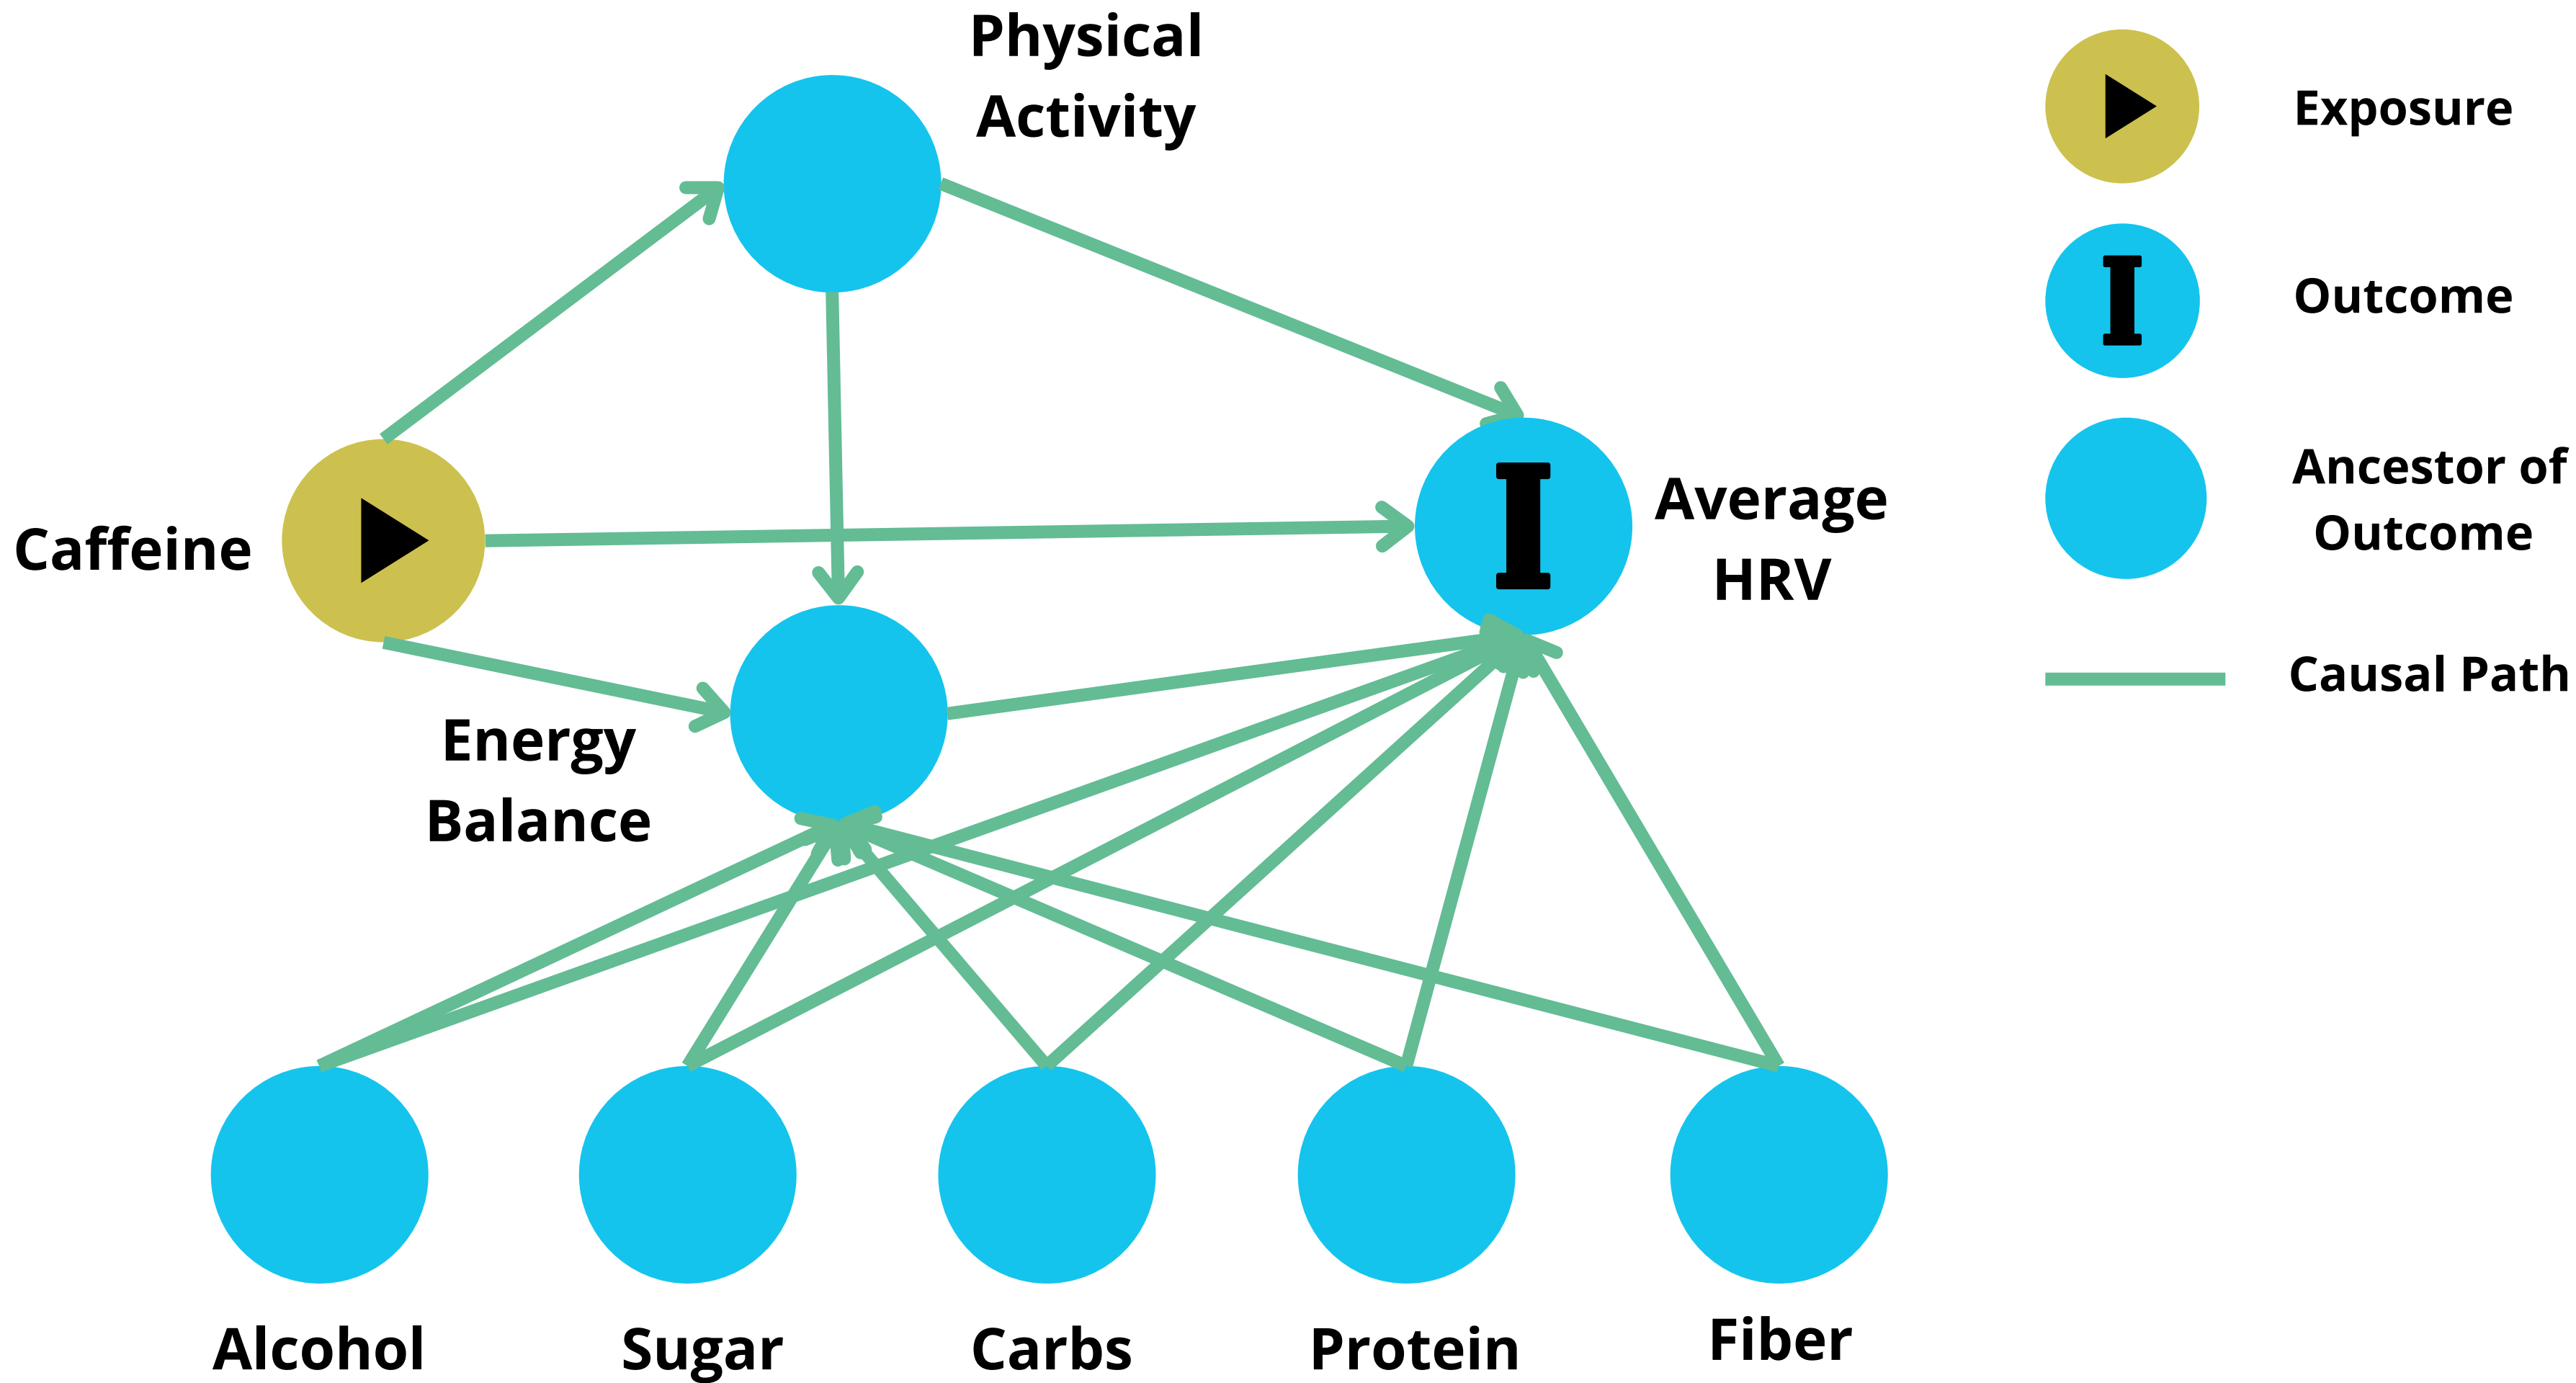 Physical
Activity
Exposure
Outcome
Ancestor of
Outcome
Average
HRV
Caffeine
Causal Path
Energy
Balance
Alcohol
Sugar
Carbs
Protein
Fiber